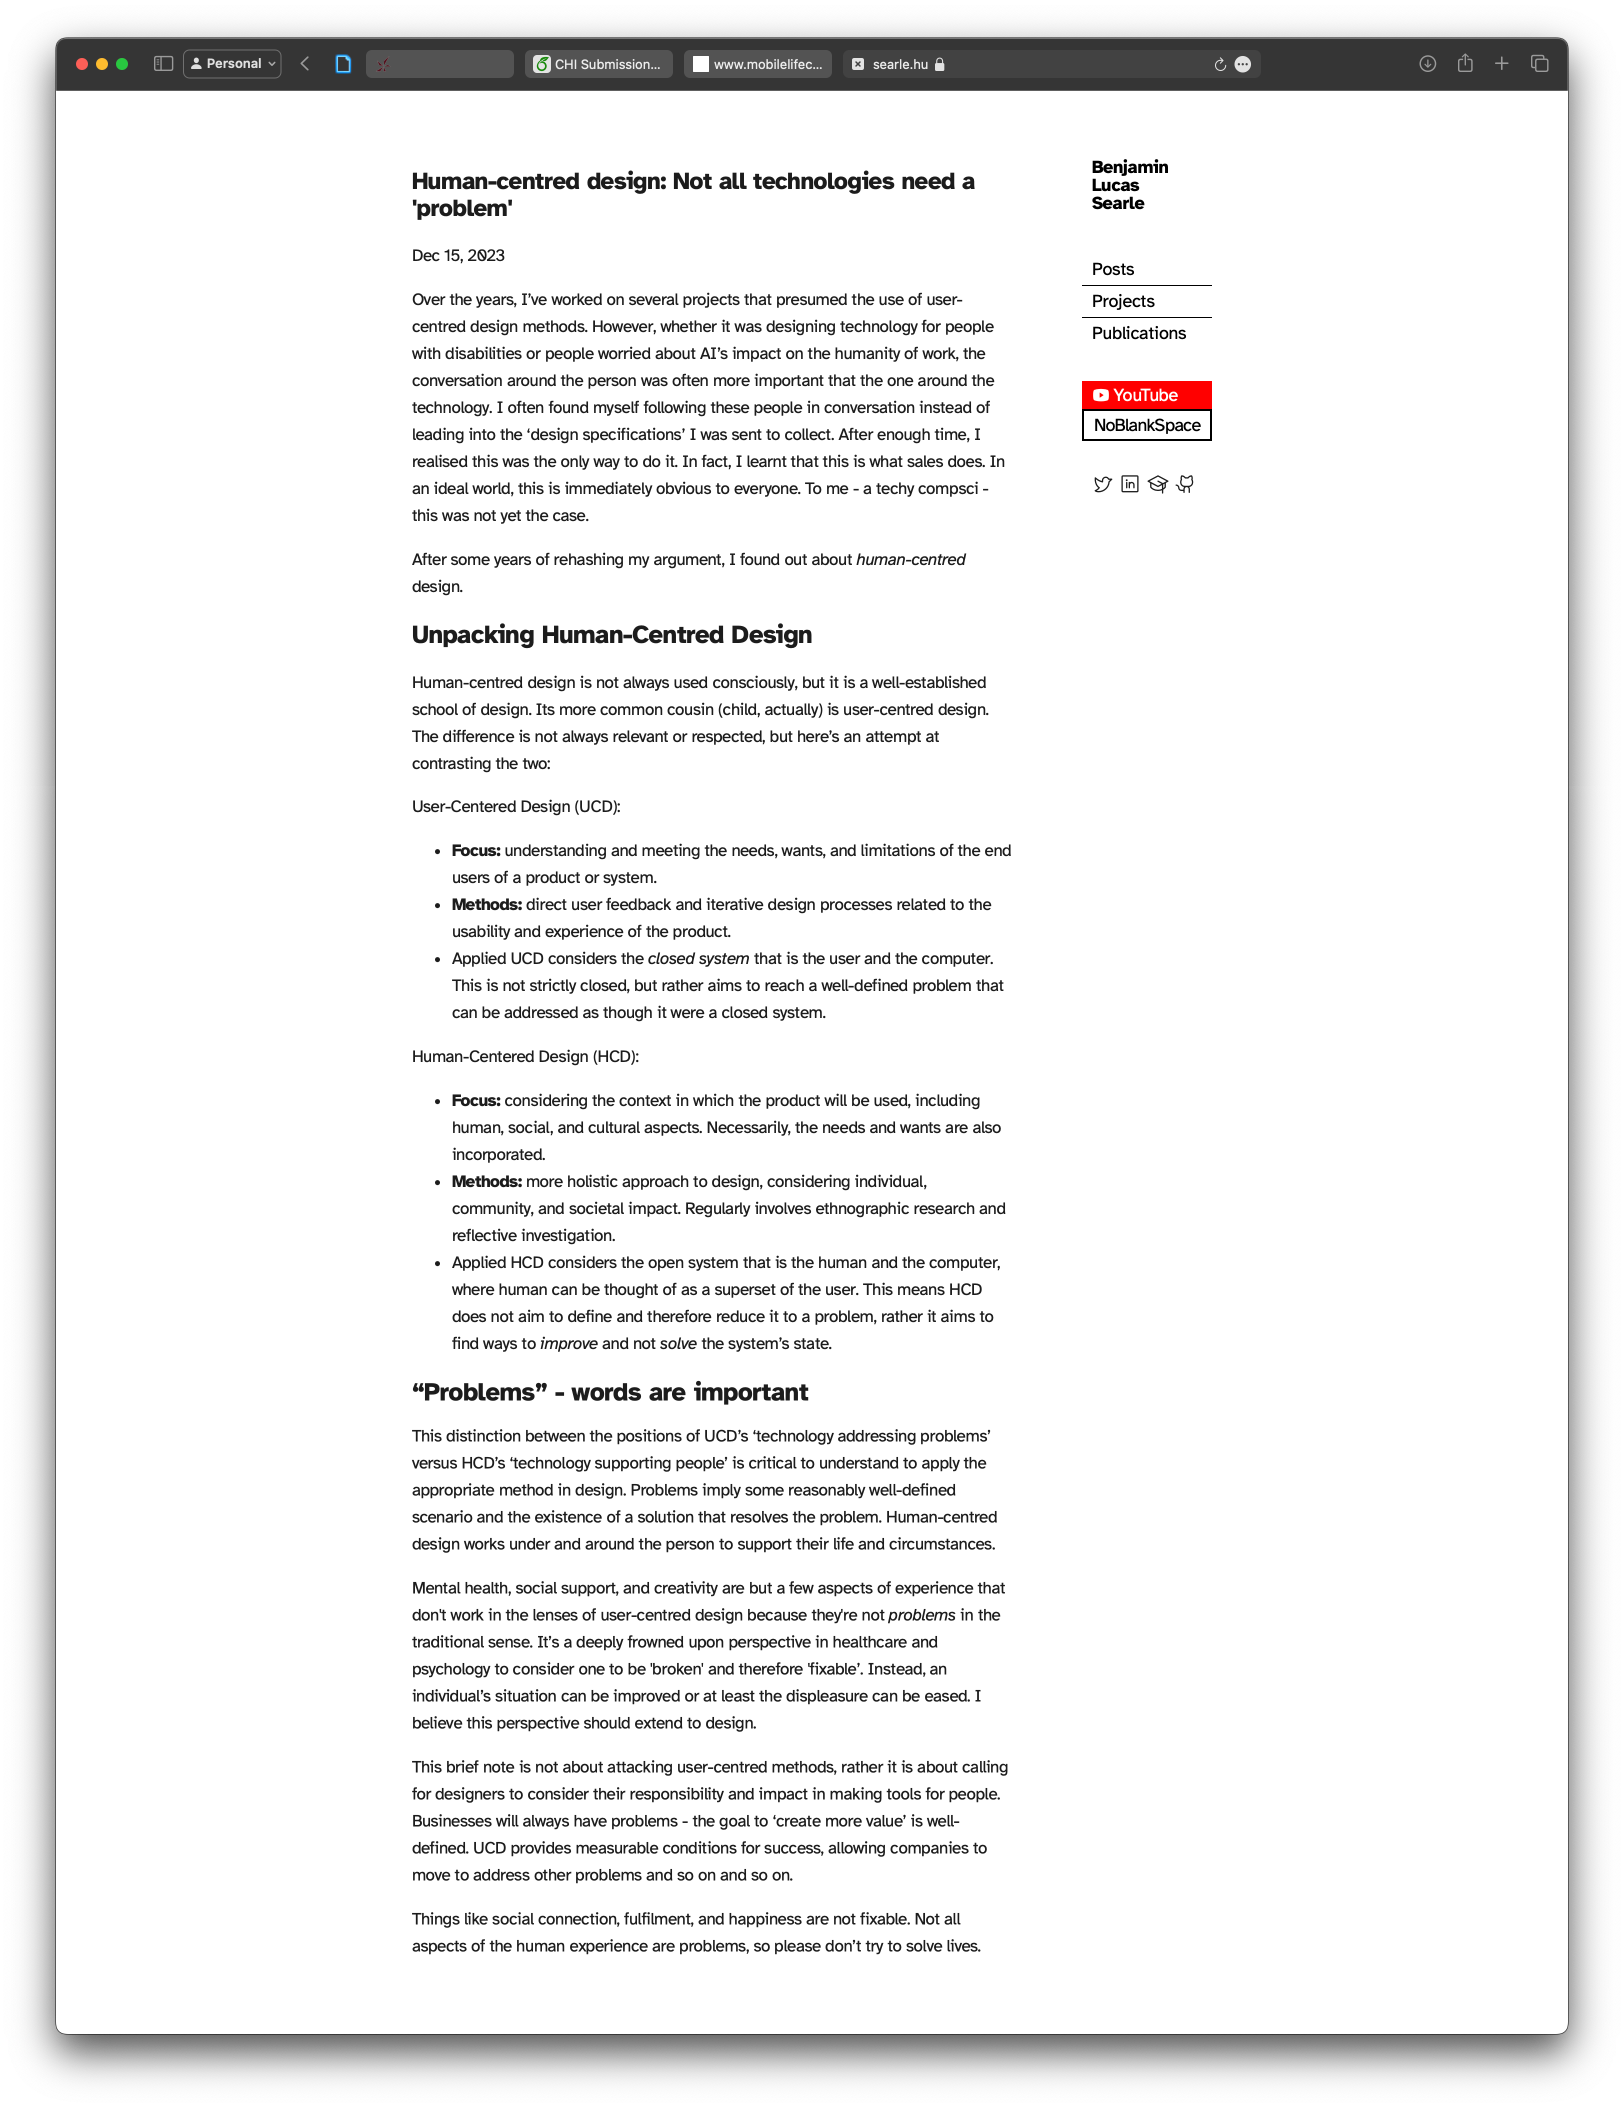 Personal
CHI Submission...
www.mobilelifec...
searle.hu
Human-centred design: Not all technologies need a
'problem'
Dec 15, 2023
Over the years, I’ve worked on several projects that presumed the use of user-
centred design methods. However, whether it was designing technology for people
with disabilities or people worried about AI’s impact on the humanity of work, the
conversation around the person was often more important that the one around the
technology. I often found myself following these people in conversation instead of
leading into the ‘design specifications’ I was sent to collect. After enough time, I
realised this was the only way to do it. In fact, I learnt that this is what sales does. In
an ideal world, this is immediately obvious to everyone. To me - a techy compsci -
this was not yet the case.
After some years of rehashing my argument, I found out about human-centred
design.
Unpacking Human-Centred Design
Human-centred design is not always used consciously, but it is a well-established
school of design. Its more common cousin (child, actually) is user-centred design.
The difference is not always relevant or respected, but here’s an attempt at
contrasting the two:
User-Centered Design (UCD):
• Focus: understanding and meeting the needs, wants, and limitations of the end
users of a product or system.
• Methods: direct user feedback and iterative design processes related to the
usability and experience of the product.
• Applied UCD considers the closed system that is the user and the computer.
This is not strictly closed, but rather aims to reach a well-defined problem that
can be addressed as though it were a closed system.
Human-Centered Design (HCD):
• Focus: considering the context in which the product will be used, including
human, social, and cultural aspects. Necessarily, the needs and wants are also
incorporated.
• Methods: more holistic approach to design, considering individual,
community, and societal impact. Regularly involves ethnographic research and
reflective investigation.
• Applied HCD considers the open system that is the human and the computer,
where human can be thought of as a superset of the user. This means HCD
does not aim to define and therefore reduce it to a problem, rather it aims to
find ways to improve and not solve the system’s state.
“Problems” - words are important
This distinction between the positions of UCD’s ‘technology addressing problems’
versus HCD’s ‘technology supporting people’ is critical to understand to apply the
appropriate method in design. Problems imply some reasonably well-defined
scenario and the existence of a solution that resolves the problem. Human-centred
design works under and around the person to support their life and circumstances.
Mental health, social support, and creativity are but a few aspects of experience that
don't work in the lenses of user-centred design because they're not problems in the
traditional sense. It’s a deeply frowned upon perspective in healthcare and
psychology to consider one to be 'broken' and therefore 'fixable’. Instead, an
individual’s situation can be improved or at least the displeasure can be eased. I
believe this perspective should extend to design.
This brief note is not about attacking user-centred methods, rather it is about calling
for designers to consider their responsibility and impact in making tools for people.
Businesses will always have problems - the goal to ‘create more value’ is well-
defined. UCD provides measurable conditions for success, allowing companies to
move to address other problems and so on and so on.
Things like social connection, fulfilment, and happiness are not fixable. Not all
aspects of the human experience are problems, so please don’t try to solve lives.
Benjamin
Lucas
Searle
Posts
Projects
Publications
YouTube
NoBlankSpace
in